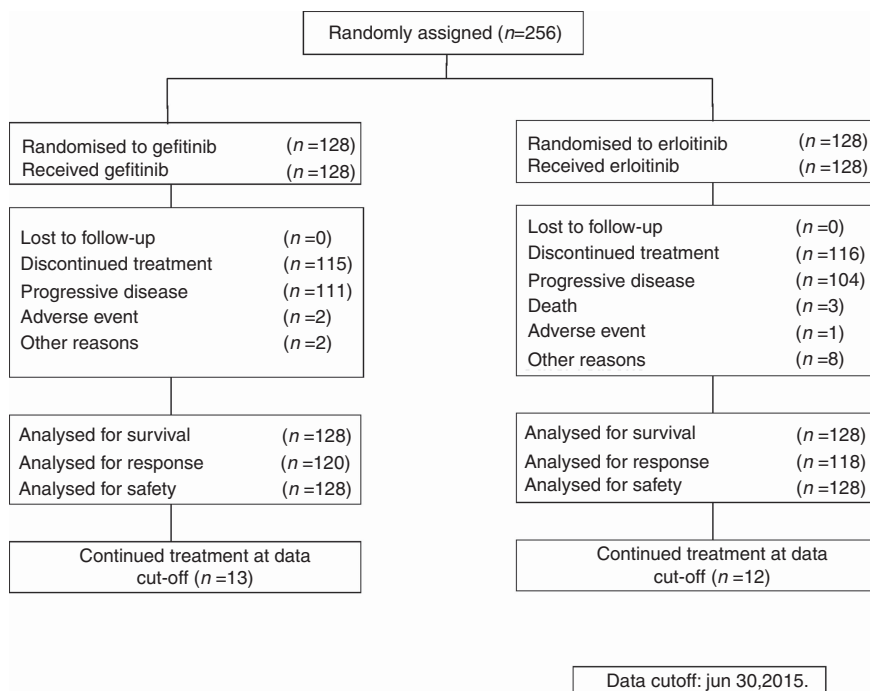 Randomly assigned (n=256)
Randomised to gefitinib (n=128)
Received gefitinib (n=128)
Lost to follow-up (n=0)
Discontinued treatment (n=115)
Progressive disease (n=111)
Adverse event (n=2)
Other reasons (n=2)
Analysed for survival (n=128)
Analysed for response (n=120)
Analysed for safety (n=128)
Continued treatment at data
cut-off (n=13)
Randomised to erloitinib (n=128)
Received erloitinib (n=128)
Lost to follow-up (n=0)
Discontinued treatment (n=116)
Progressive disease (n=104)
Death (n=3)
Adverse event (n=1)
Other reasons (n=8)
Analysed for survival (n=128)
Analysed for response (n=118)
Analysed for safety (n=128)
Continued treatment at data
cut-off (n=12)
Data cutoff: jun 30,2015.